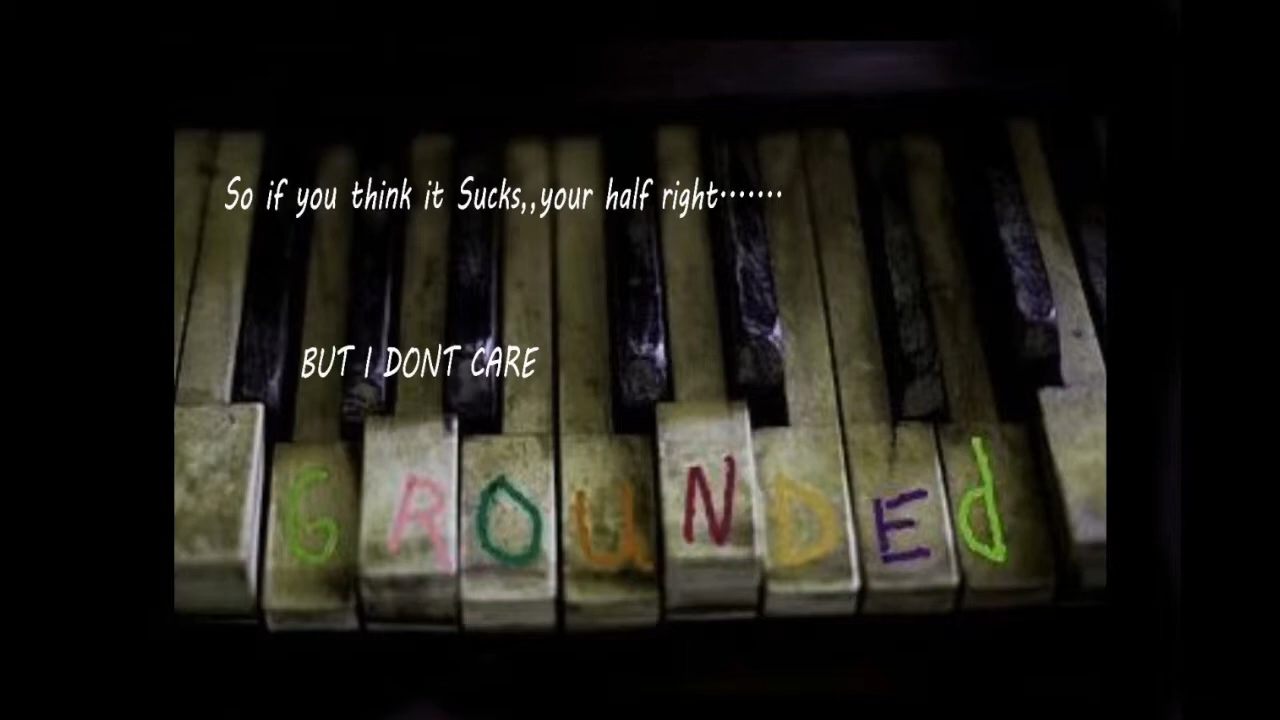 So if you think it Sucks,,your half right·······
BUT I DONT CARE
GROUNDEd